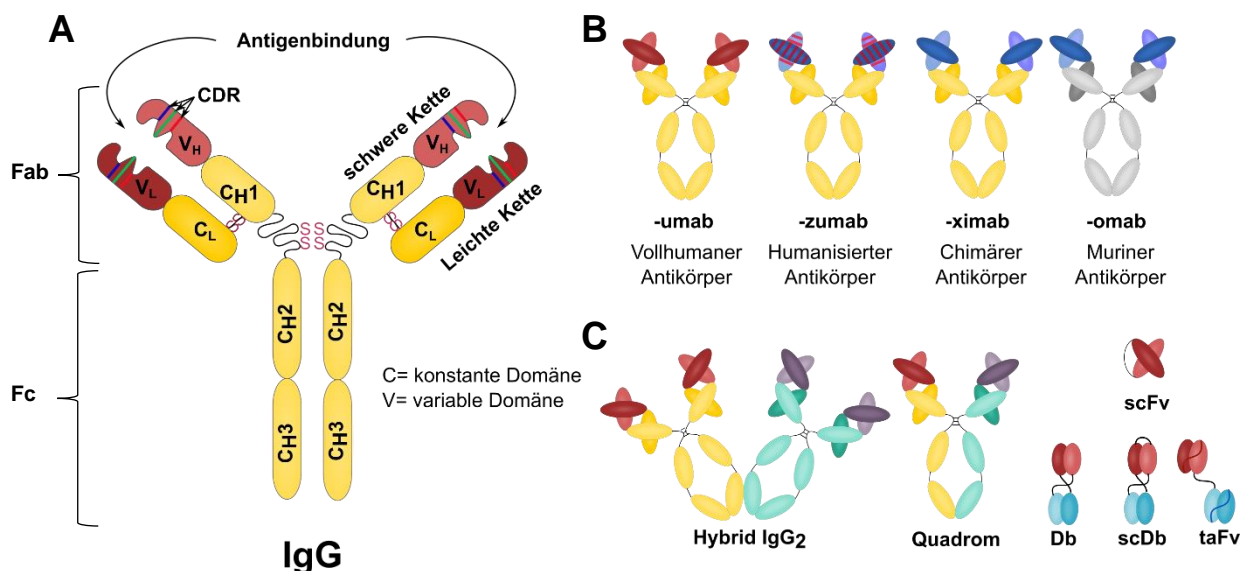 A
Antigenbindung
CDR
Fab
VH
VH
schwere Kette
VL
CH1
CH1
VL
CL
SS
SS
SS
SS
CL
Leichte Kette
CH2
CH2
Fc
C= konstante Domäne
V= variable Domäne
CH3
CH3
IgG
B
-umab
Vollhumaner
Antikörper
-zumab
Humanisierter
Antikörper
-ximab
Chimärer
Antikörper
-omab
Muriner
Antikörper
C
scFv
Hybrid IgG2
Quadrom
Db
scDb
taFv